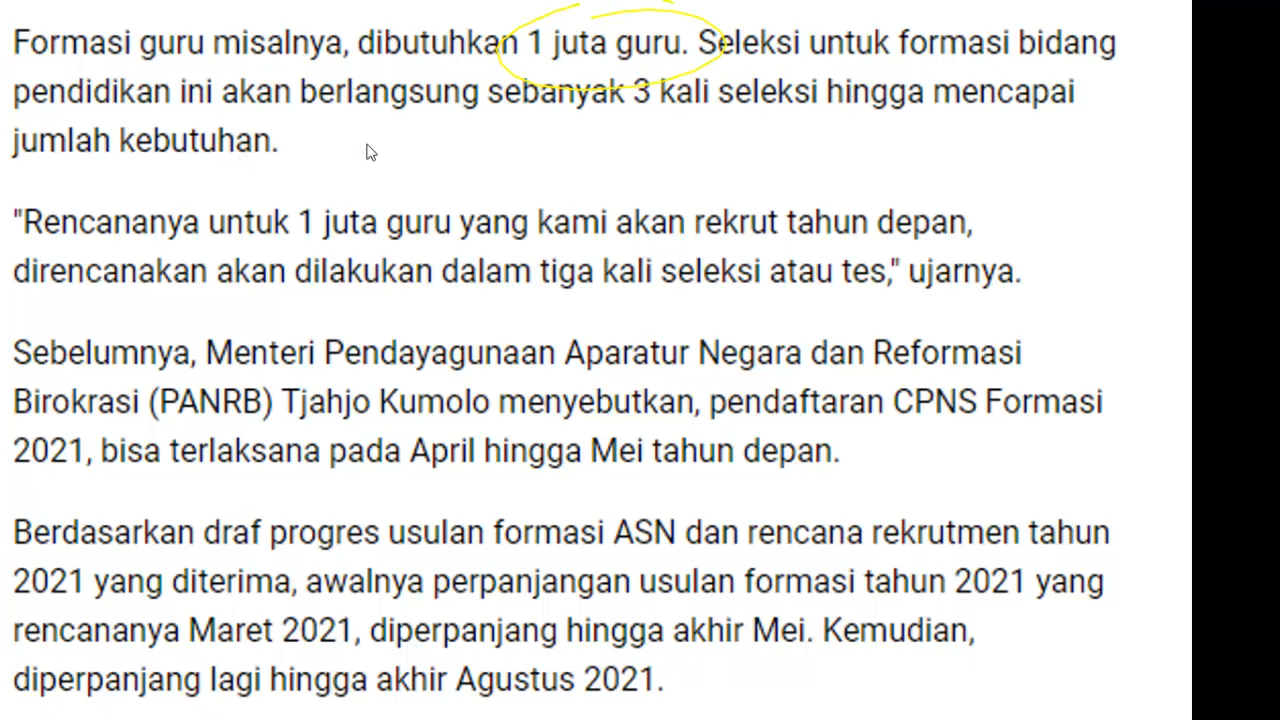 Formasi guru misalnya, dibutuhkan 1 juta guru. Seleksi untuk formasi bidang
pendidikan ini akan berlangsung sebanyak 3 kali seleksi hingga mencapai
jumlah kebutuhan.
"Rencananya untuk 1 juta guru yang kami akan rekrut tahun depan,
direncanakan akan dilakukan dalam tiga kali seleksi atau tes," ujarnya.
Sebelumnya, Menteri Pendayagunaan Aparatur Negara dan Reformasi
Birokrasi (PANRB) Tjahjo Kumolo menyebutkan, pendaftaran CPNS Formasi
2021, bisa terlaksana pada April hingga Mei tahun depan.
Berdasarkan draf progres usulan formasi ASN dan rencana rekrutmen tahun
2021 yang diterima, awalnya perpanjangan usulan formasi tahun 2021 yang
rencananya Maret 2021, diperpanjang hingga akhir Mei. Kemudian,
diperpanjang lagi hingga akhir Agustus 2021.